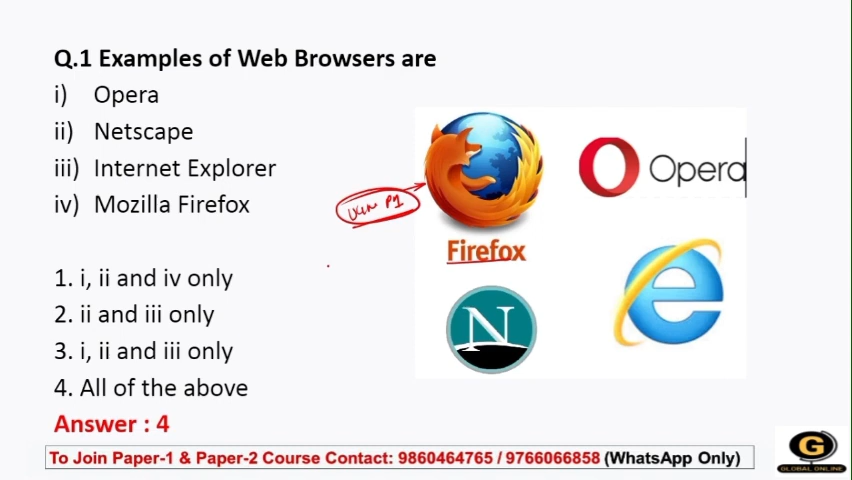 Q.1 Examples of Web Browsers are
i) Opera
ii) Netscape
iii) Internet Explorer
iv) Mozilla Firefox
1. i, ii and iv only
2. ii and iii only
3. i, ii and iii only
4. All of the above
Answer : 4
Firefox
Opera
N
P1
To Join Paper-1 & Paper-2 Course Contact: 9860464765 / 9766066858 (WhatsApp Only)
G
GLOBAL ONLINE